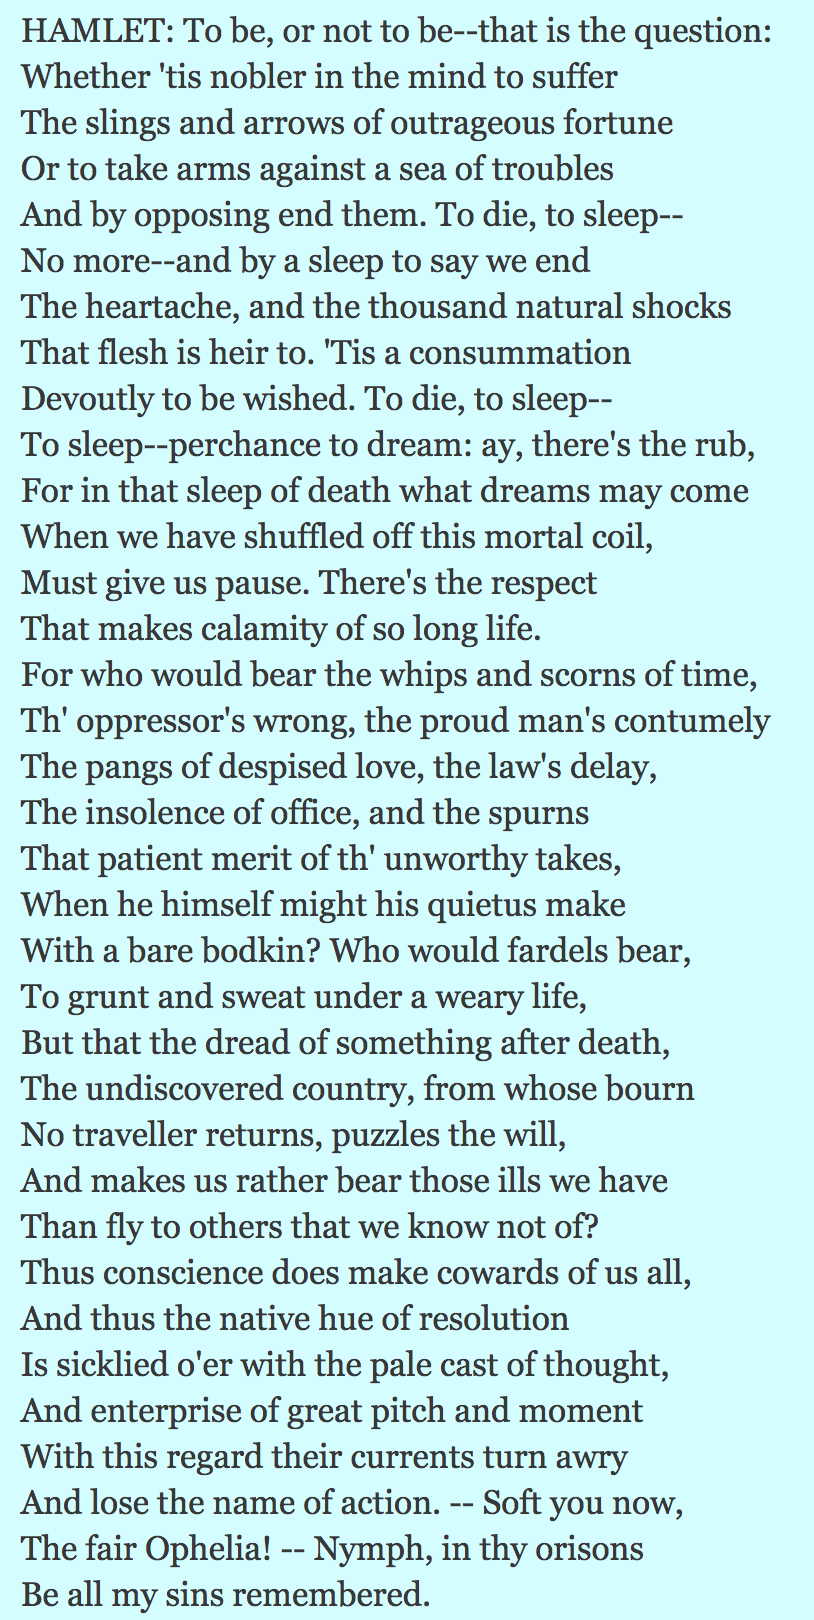 HAMLET: To be, or not to be--that is the question:
Whether 'tis nobler in the mind to suffer
The slings and arrows of outrageous fortune
Or to take arms against a sea of troubles
And by opposing end them. To die, to sleep--
No more--and by a sleep to say we end
The heartache, and the thousand natural shocks
That flesh is heir to. 'Tis a consummation
Devoutly to be wished. To die, to sleep--
To sleep--perchance to dream: ay, there's the rub,
For in that sleep of death what dreams may come
When we have shuffled off this mortal coil,
Must give us pause. There's the respect
That makes calamity of so long life.
For who would bear the whips and scorns of time,
Th' oppressor's wrong, the proud man's contumely
The pangs of despised love, the law's delay,
The insolence of office, and the spurns
That patient merit of th' unworthy takes,
When he himself might his quietus make
With a bare bodkin? Who would fardels bear,
To grunt and sweat under a weary life,
But that the dread of something after death,
The undiscovered country, from whose bourn
No traveller returns, puzzles the will,
And makes us rather bear those ills we have
Than fly to others that we know not of?
Thus conscience does make cowards of us all,
And thus the native hue of resolution
Is sicklied o'er with the pale cast of thought,
And enterprise of great pitch and moment
With this regard their currents turn awry
And lose the name of action. -- Soft you now,
The fair Ophelia! -- Nymph, in thy orisons
Be all my sins remembered.